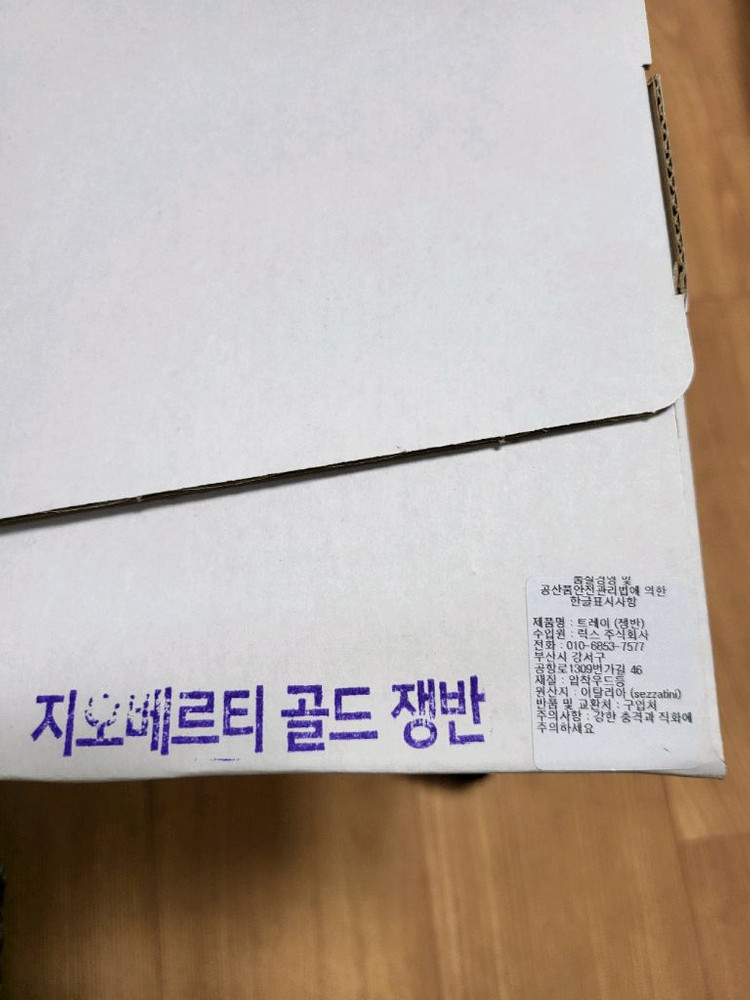 지오베르티 골드 쟁반
품질경영 및
공산품안전관리법에 의한
한글표시사항
제품명 : 트레이 (쟁반)
수입원 : 럭스 주식회사
전화 : 010-6853-7577
부산시 강서구
공항로1309번가길 46
재질 : 압착우드등
원산지 : 이탈리아 (sezzatini)
반품 및 교환처 : 구입처
주의사항 : 강한 충격과 직화에
주의하세요